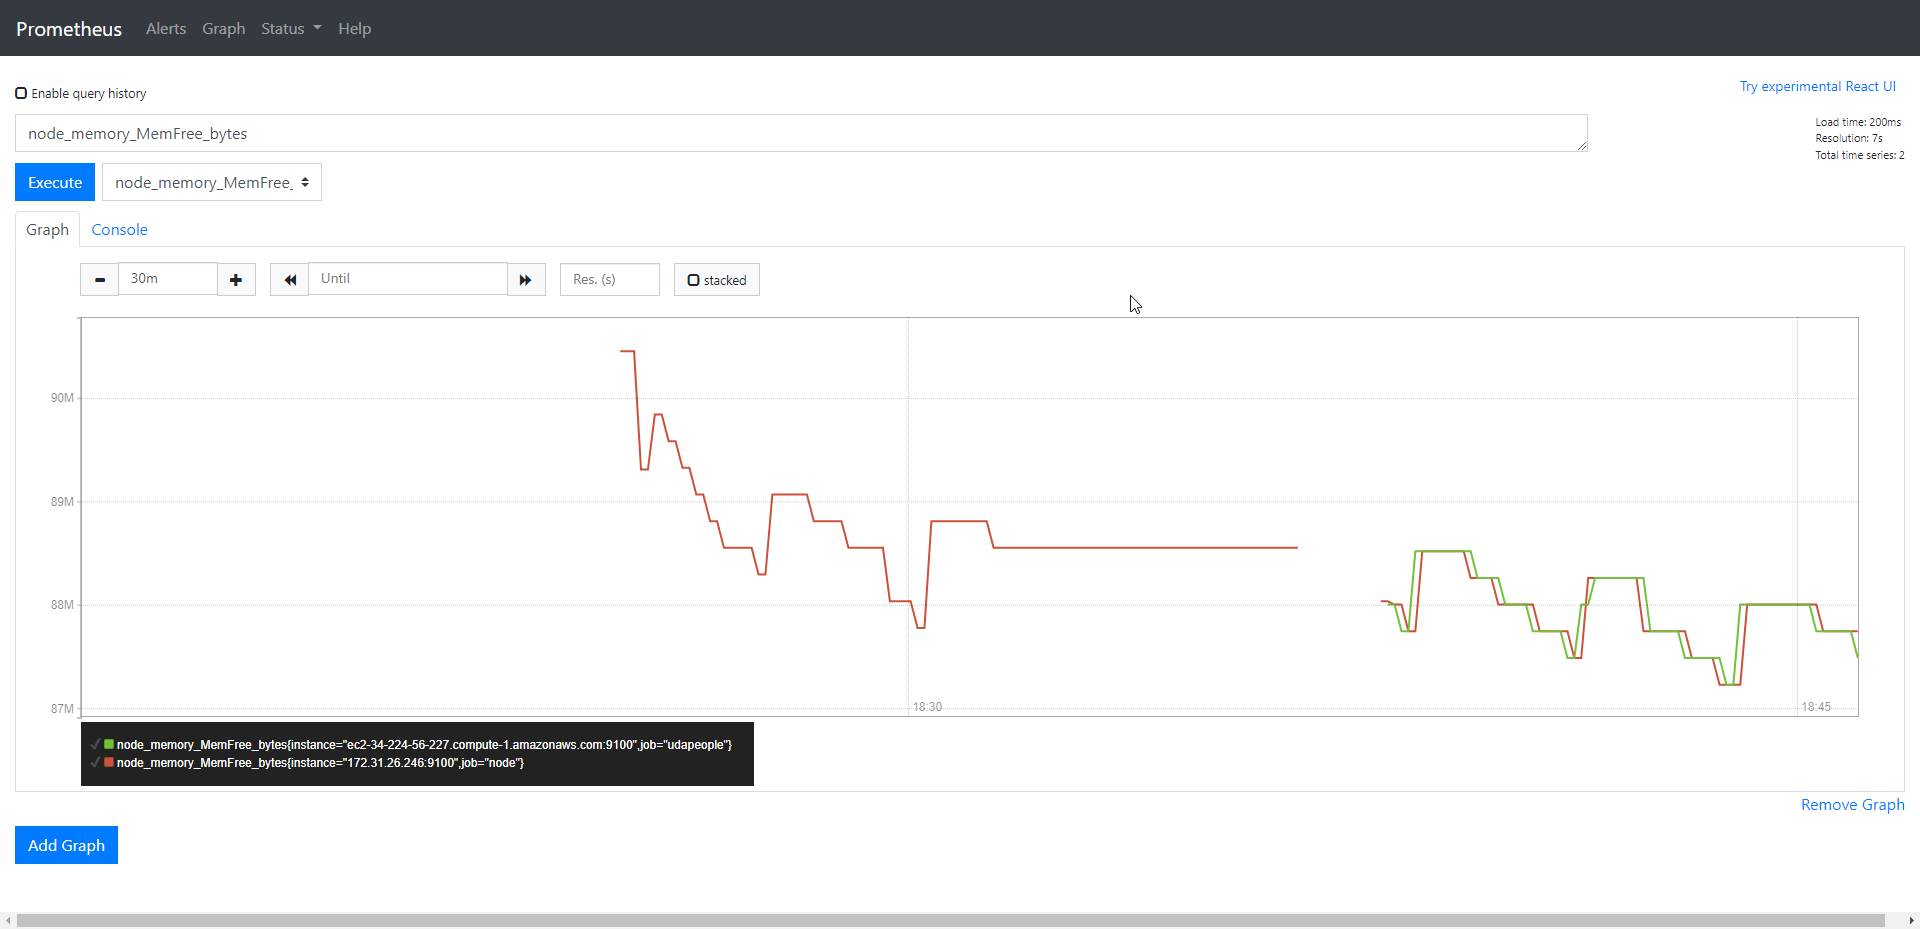 Prometheus Alerts Graph Status Help
Enable query history
Try experimental React UI
node_memory_MemFree_bytes
Load time: 200ms
Resolution: 7s
Total time series: 2
Execute node_memory_MemFree_
Graph Console
30m Until Res. (s) stacked
90M
89M
88M
87M
18:30 18:45
node_memory_MemFree_bytes{instance="ec2-34-224-56-227.compute-1.amazonaws.com:9100",job="udapeople"}
node_memory_MemFree_bytes{instance="172.31.26.246:9100",job="node"}
Remove Graph
Add Graph